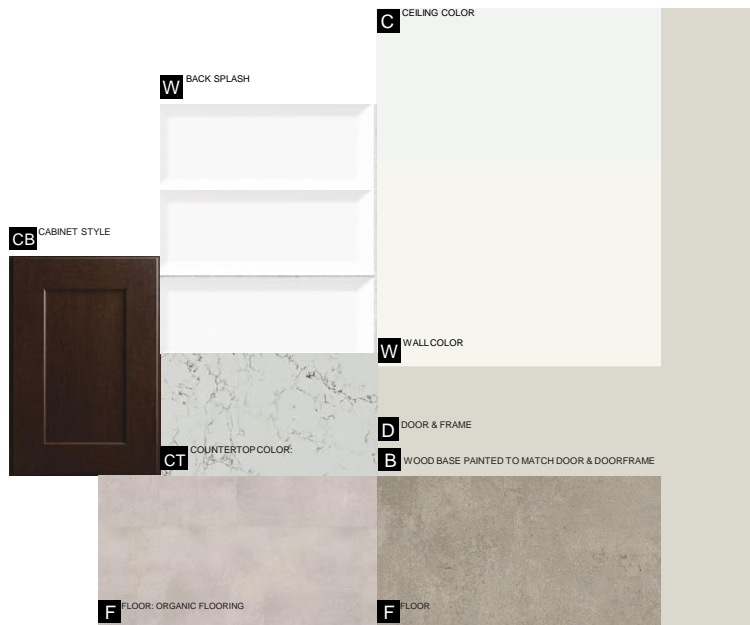 C CEILING COLOR
W BACK SPLASH
CB CABINET STYLE
W WALL COLOR
D DOOR & FRAME
CT COUNTERTOP COLOR:
B WOOD BASE PAINTED TO MATCH DOOR & DOORFRAME
F FLOOR: ORGANIC FLOORING
F FLOOR